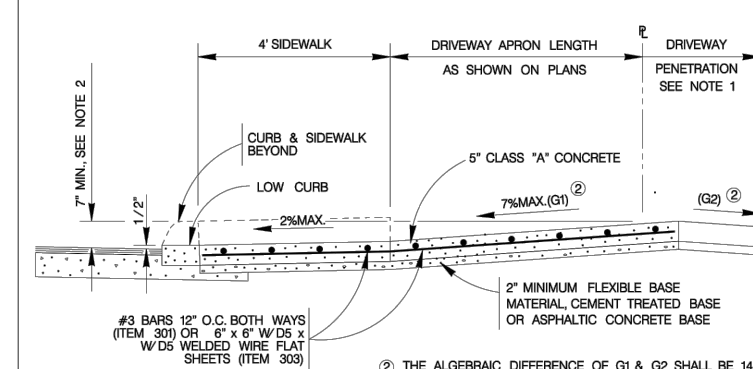 ℄
4' SIDEWALK
DRIVEWAY APRON LENGTH
AS SHOWN ON PLANS
DRIVEWAY
PENETRATION
SEE NOTE 1
7" MIN., SEE NOTE 2
1/2"
CURB & SIDEWALK
BEYOND
LOW CURB
2%MAX.
5" CLASS "A" CONCRETE
7%MAX.(G1) ②
(G2) ②
#3 BARS 12" O.C. BOTH WAYS
(ITEM 301) OR 6" x 6" W/D5 x
W/D5 WELDED WIRE FLAT
SHEETS (ITEM 303)
2" MINIMUM FLEXIBLE BASE
MATERIAL, CEMENT TREATED BASE
OR ASPHALTIC CONCRETE BASE
② THE ALGEBRAIC DIFFERENCE OF G1 & G2 SHALL BE 14